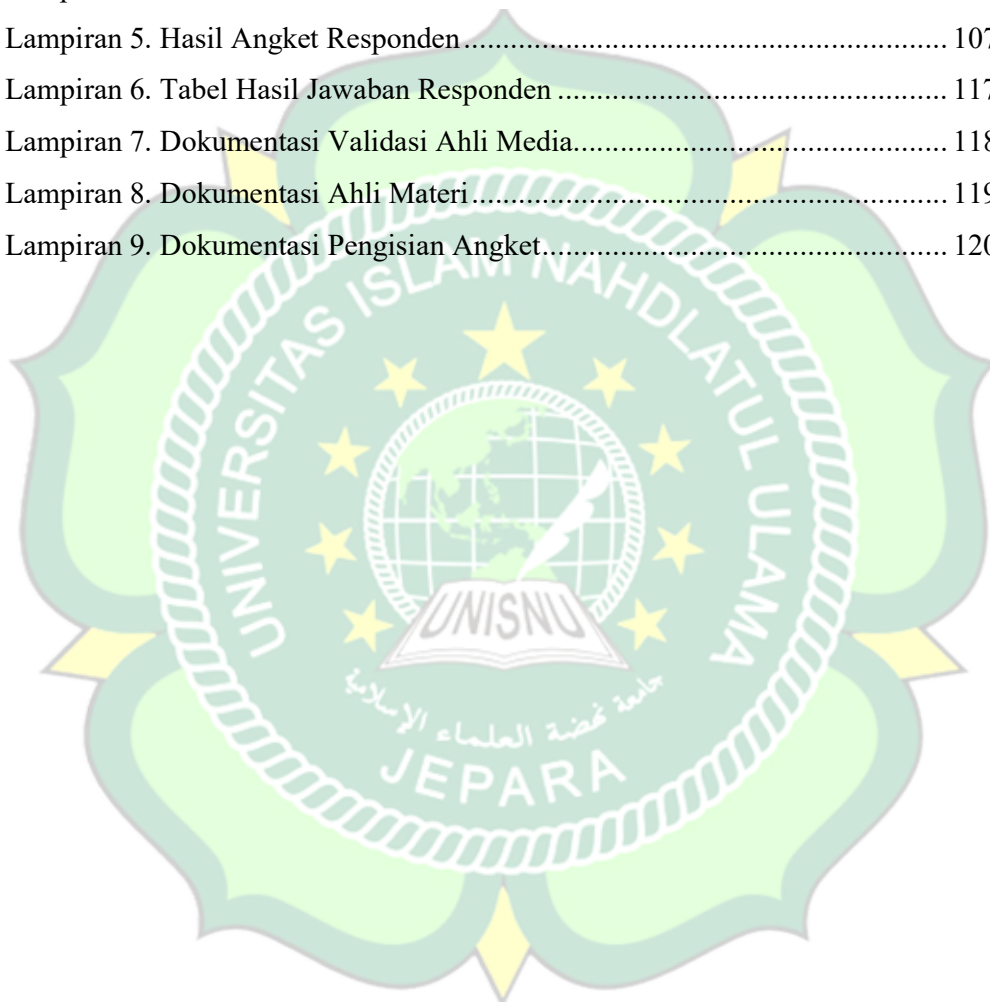 Lampiran 5. Hasil Angket Responden.................................................................... 107
Lampiran 6. Tabel Hasil Jawaban Responden ....................................................... 117
Lampiran 7. Dokumentasi Validasi Ahli Media..................................................... 118
Lampiran 8. Dokumentasi Ahli Materi................................................................... 119
Lampiran 9. Dokumentasi Pengisian Angket......................................................... 120
UNIVERSITAS ISLAM NAHDLATUL ULAMA
UNISNU
جامعة نهضة العلماء الإسلامية
JEPARA